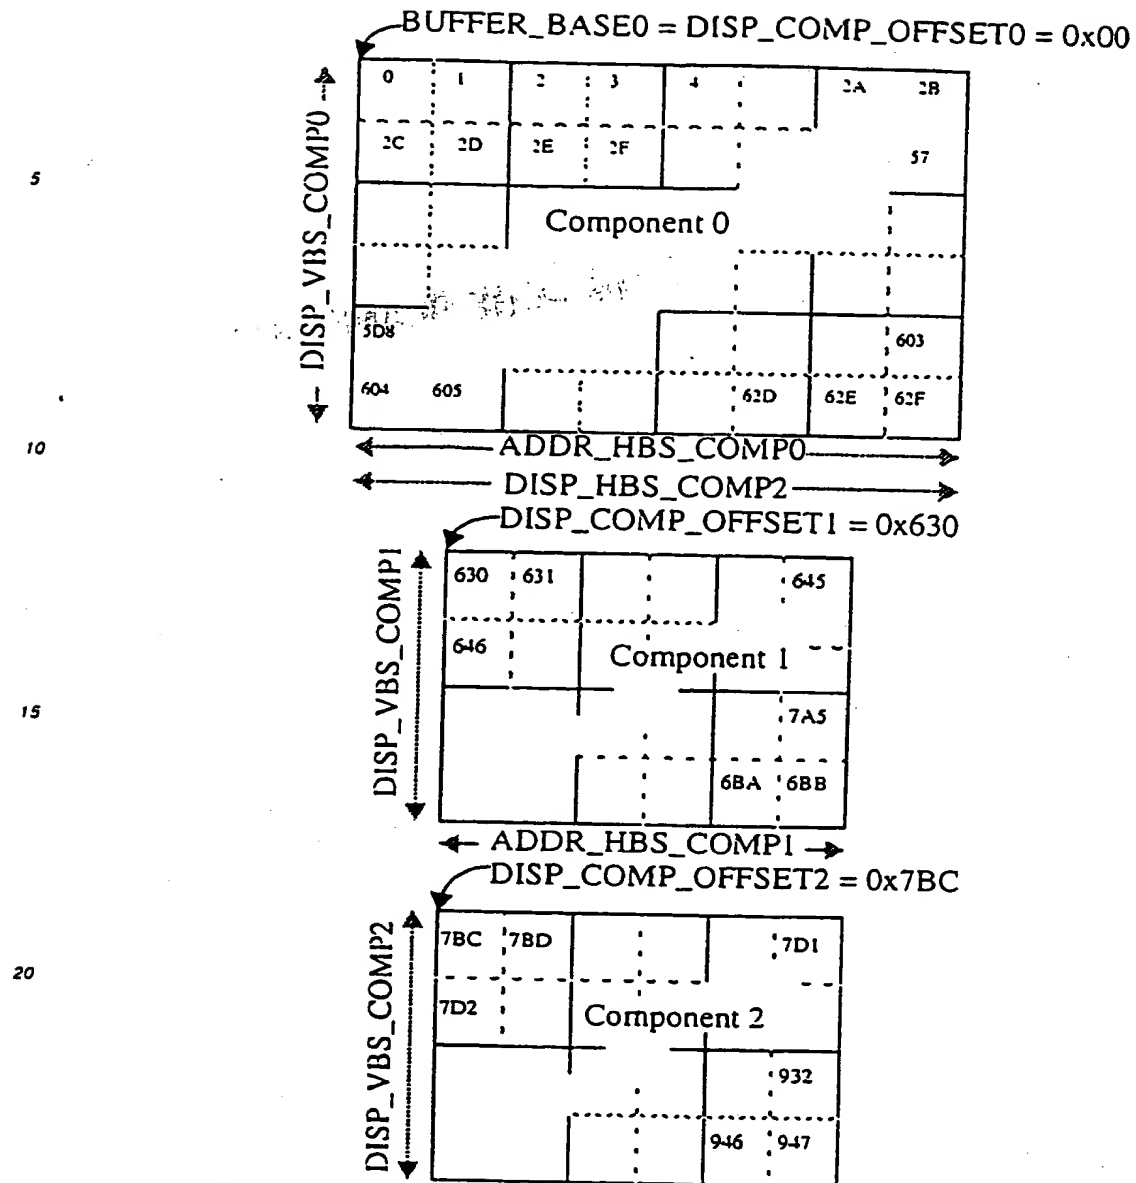 BUFFER_BASE0 = DISP_COMP_OFFSET0 = 0x00
DISP_VBS_COMP0
0 1 2 3 4 2A 2B
2C 2D 2E 2F 57
5
Component 0
5D8 603
604 605 62D 62E 62F
10
ADDR_HBS_COMP0
DISP_HBS_COMP2
DISP_COMP_OFFSET1 = 0x630
DISP_VBS_COMP1
630 631 645
646
Component 1
15
7A5
6BA 6BB
ADDR_HBS_COMP1
DISP_COMP_OFFSET2 = 0x7BC
DISP_VBS_COMP2
7BC 7BD 7D1
20
7D2
Component 2
932
946 947